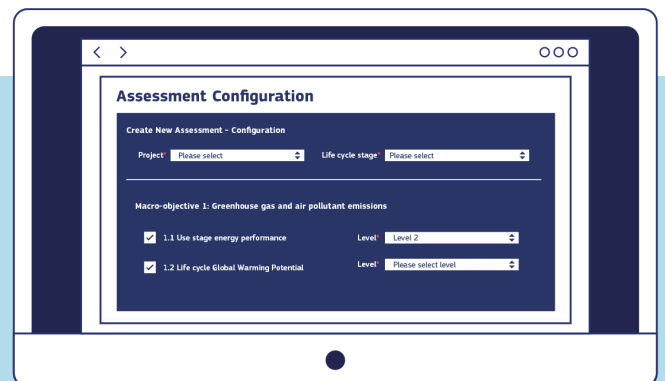 Assessment Configuration
Create New Assessment - Configuration
Project* Please select Life cycle stage* Please select
Macro-objective 1: Greenhouse gas and air pollutant emissions
1.1 Use stage energy performance Level* Level 2
1.2 Life cycle Global Warming Potential Level* Please select level